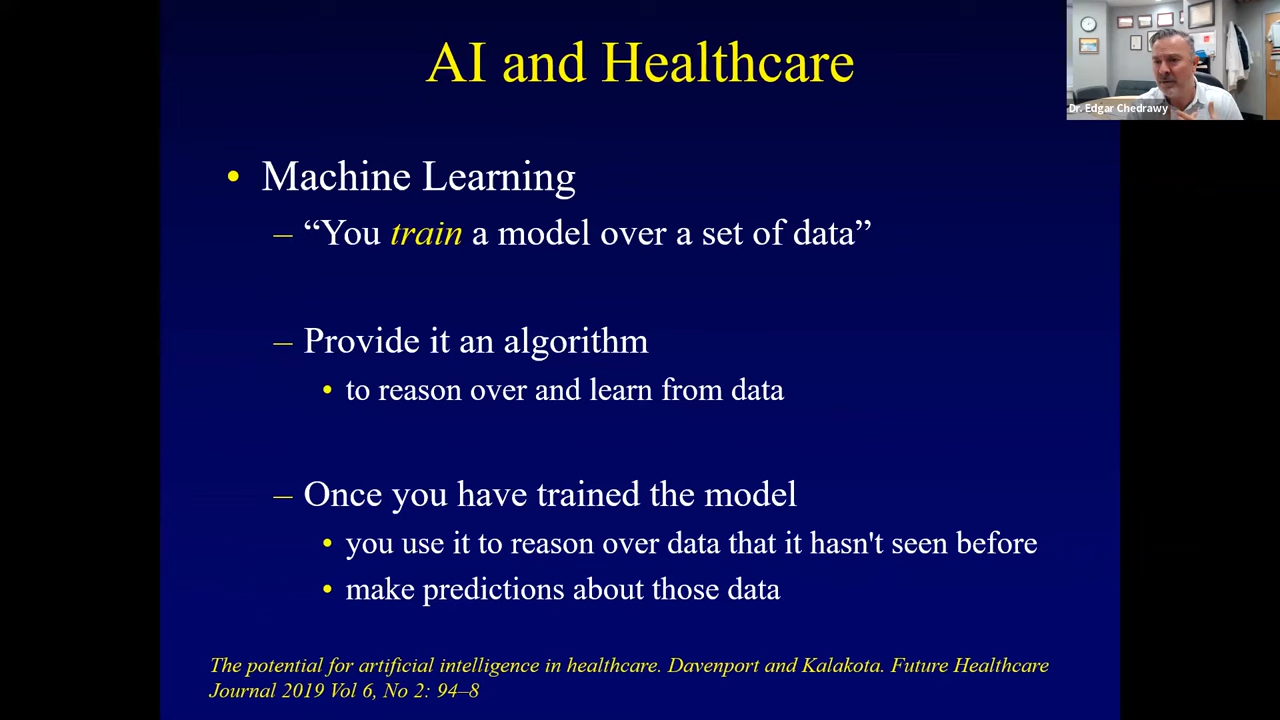 AI and Healthcare
Dr. Edgar Chedrawy
• Machine Learning
– “You train a model over a set of data”
– Provide it an algorithm
• to reason over and learn from data
– Once you have trained the model
• you use it to reason over data that it hasn't seen before
• make predictions about those data
The potential for artificial intelligence in healthcare. Davenport and Kalakota. Future Healthcare
Journal 2019 Vol 6, No 2: 94–8